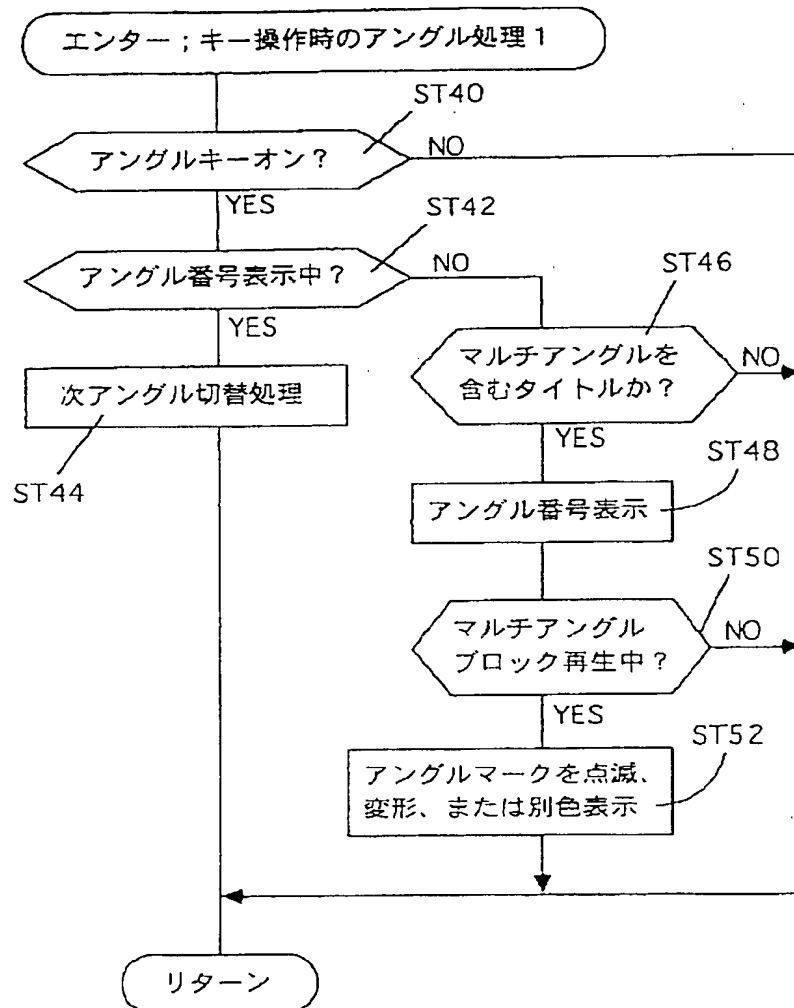 エンター；キー操作時のアングル処理1
ST40
アングルキーオン？
NO
YES
ST42
アングル番号表示中？
NO
YES
ST46
マルチアングルを
含むタイトルか？
NO
YES
次アングル切替処理
ST44
ST48
アングル番号表示
ST50
マルチアングル
ブロック再生中？
NO
YES
ST52
アングルマークを点滅、
変形、または別色表示
リターン